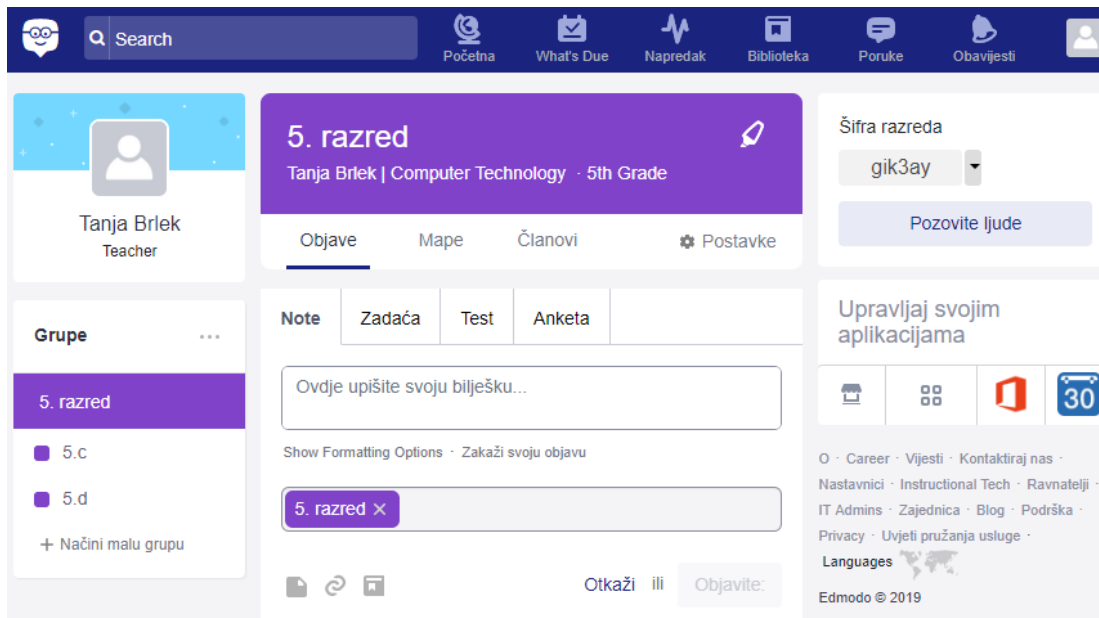 Search
Početna
What's Due
Napredak
Biblioteka
Poruke
Obavijesti
Tanja Brlek
Teacher
Grupe
5. razred
5.c
5.d
+ Načini malu grupu
5. razred
Tanja Brlek | Computer Technology · 5th Grade
Objave
Mape
Članovi
Postavke
Note
Zadaća
Test
Anketa
Ovdje upišite svoju bilješku...
Show Formatting Options · Zakaži svoju objavu
5. razred ×
Otkaži ili Objavite:
Šifra razreda
gik3ay
Pozovite ljude
Upravljaj svojim
aplikacijama
30
O · Career · Vijesti · Kontaktiraj nas ·
Nastavnici · Instructional Tech · Ravnatelji ·
IT Admins · Zajednica · Blog · Podrška ·
Privacy · Uvjeti pružanja usluge ·
Languages
Edmodo © 2019